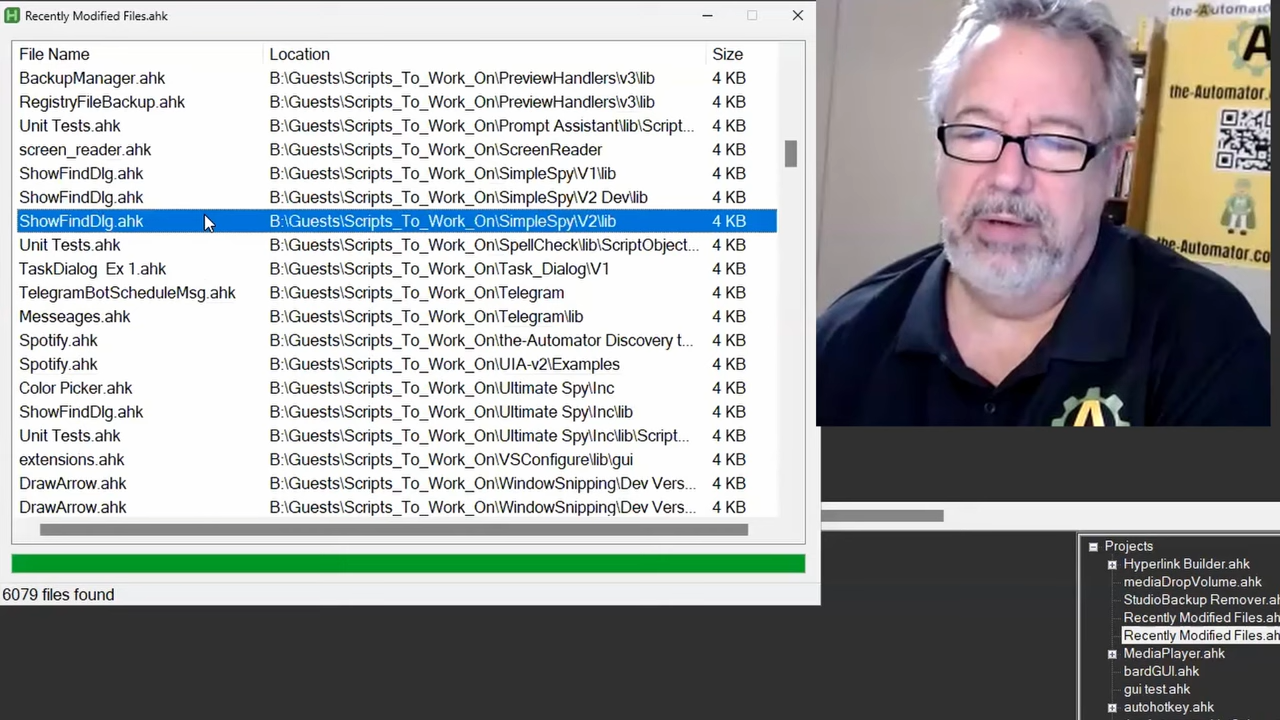 Recently Modified Files.ahk
File Name Location Size
BackupManager.ahk B:\Guests\Scripts_To_Work_On\PreviewHandlers\v3\lib 4 KB
RegistryFileBackup.ahk B:\Guests\Scripts_To_Work_On\PreviewHandlers\v3\lib 4 KB
Unit Tests.ahk B:\Guests\Scripts_To_Work_On\Prompt Assistant\lib\Script... 4 KB
screen_reader.ahk B:\Guests\Scripts_To_Work_On\ScreenReader 4 KB
ShowFindDlg.ahk B:\Guests\Scripts_To_Work_On\SimpleSpy\V1\lib 4 KB
ShowFindDlg.ahk B:\Guests\Scripts_To_Work_On\SimpleSpy\V2 Dev\lib 4 KB
ShowFindDlg.ahk B:\Guests\Scripts_To_Work_On\SimpleSpy\V2\lib 4 KB
Unit Tests.ahk B:\Guests\Scripts_To_Work_On\SpellCheck\lib\ScriptObject... 4 KB
TaskDialog Ex 1.ahk B:\Guests\Scripts_To_Work_On\Task_Dialog\V1 4 KB
TelegramBotScheduleMsg.ahk B:\Guests\Scripts_To_Work_On\Telegram 4 KB
Messeages.ahk B:\Guests\Scripts_To_Work_On\Telegram\lib 4 KB
Spotify.ahk B:\Guests\Scripts_To_Work_On\the-Automator Discovery t... 4 KB
Spotify.ahk B:\Guests\Scripts_To_Work_On\UIA-v2\Examples 4 KB
Color Picker.ahk B:\Guests\Scripts_To_Work_On\Ultimate Spy\Inc 4 KB
ShowFindDlg.ahk B:\Guests\Scripts_To_Work_On\Ultimate Spy\Inc\lib 4 KB
Unit Tests.ahk B:\Guests\Scripts_To_Work_On\Ultimate Spy\Inc\lib\Script... 4 KB
extensions.ahk B:\Guests\Scripts_To_Work_On\VSConfigure\lib\gui 4 KB
DrawArrow.ahk B:\Guests\Scripts_To_Work_On\WindowSnipping\Dev Vers... 4 KB
DrawArrow.ahk B:\Guests\Scripts_To_Work_On\WindowSnipping\Dev Vers... 4 KB
6079 files found
the-Automato
A
the-Automator.
the-Automator.co
A
Projects
Hyperlink Builder.ahk
mediaDropVolume.ahk
StudioBackup Remover.ah
Recently Modified Files.ah
Recently Modified Files.ah
MediaPlayer.ahk
bardGUI.ahk
gui test.ahk
autohotkey.ahk